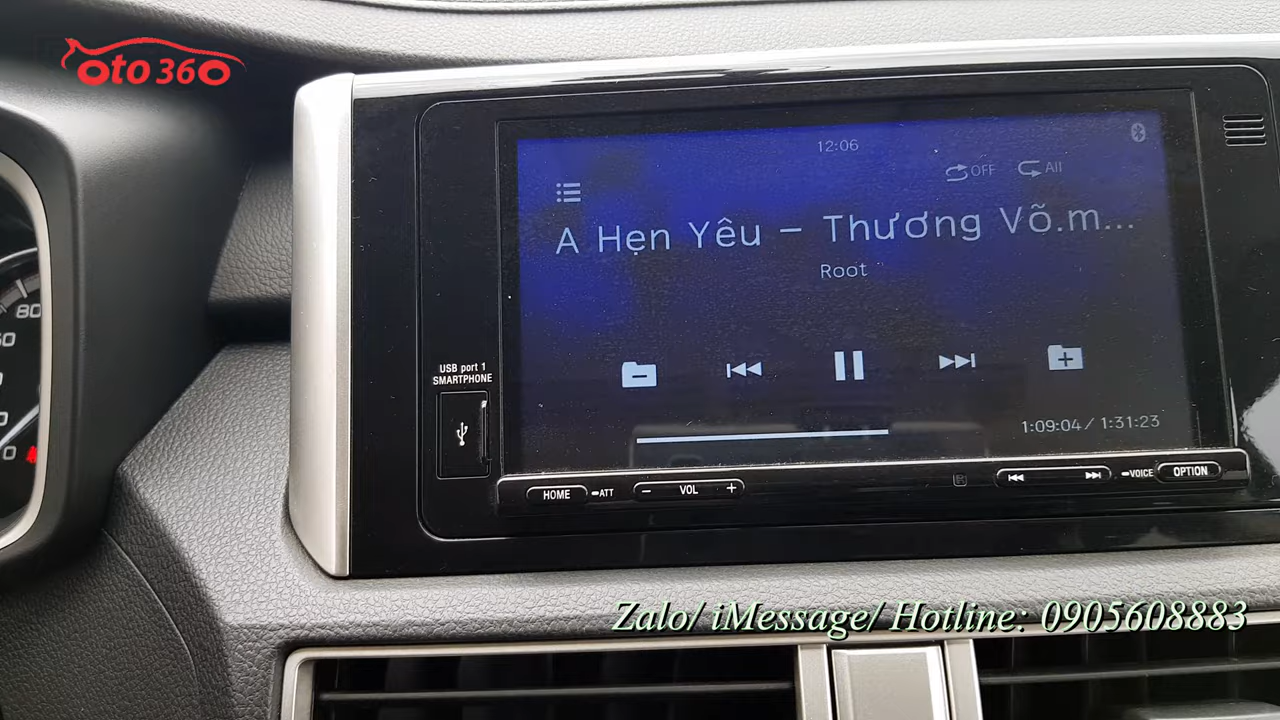 oto360
12:06
OFF
All
A Hẹn Yêu – Thương Võ.m...
Root
USB port 1
SMARTPHONE
1:09:04 / 1:31:23
HOME
ATT
− VOL +
VOICE
OPTION
80
Zalo/ iMessage/ Hotline: 0905608883